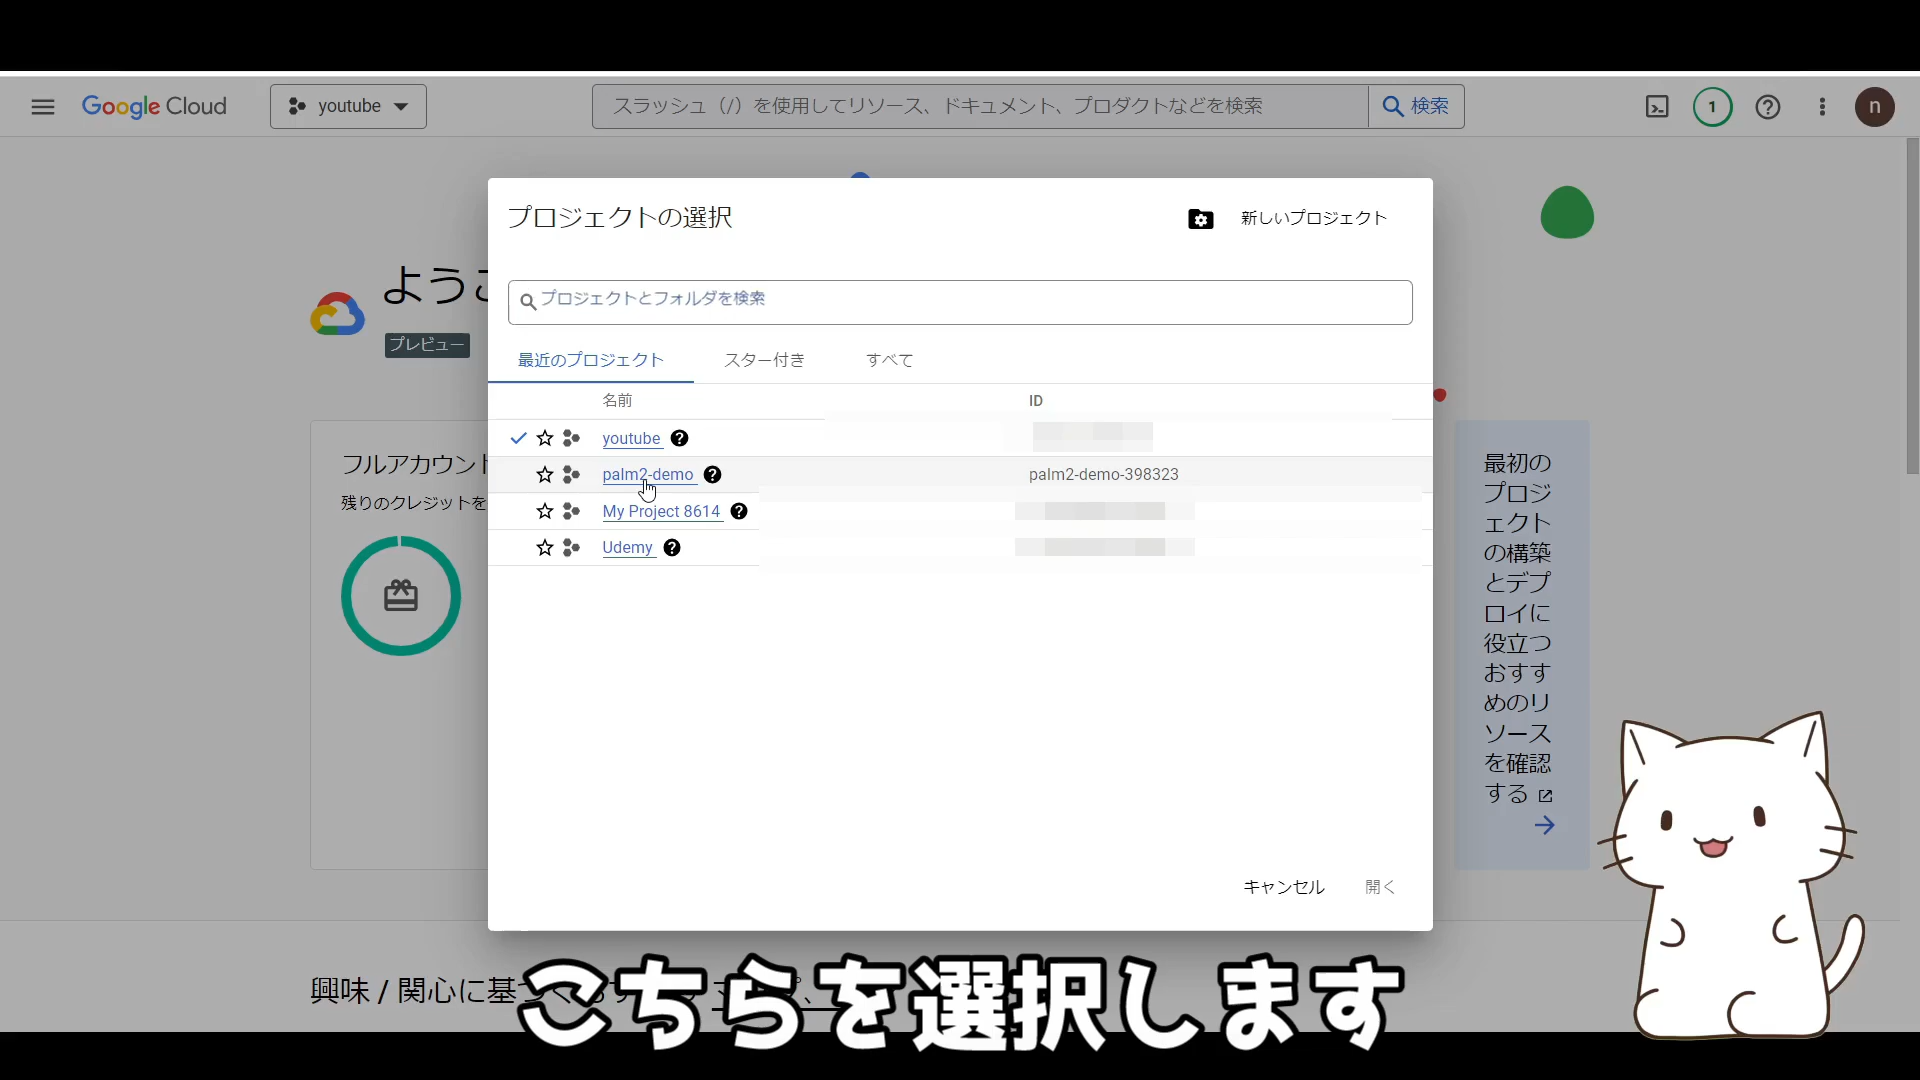 Google Cloud
youtube
スラッシュ（/）を使用してリソース、ドキュメント、プロダクトなどを検索
検索
1
n
プロジェクトの選択
新しいプロジェクト
プロジェクトとフォルダを検索
最近のプロジェクト
スター付き
すべて
名前
ID
youtube
palm2-demo
palm2-demo-398323
My Project 8614
Udemy
キャンセル
開く
ようこ
プレビュー
フルアカウント
残りのクレジットを
最初の
プロジ
ェクト
の構築
とデプ
ロイに
役立つ
おすす
めのリ
ソース
を確認
する
興味 / 関心に基づ
こちらを選択します